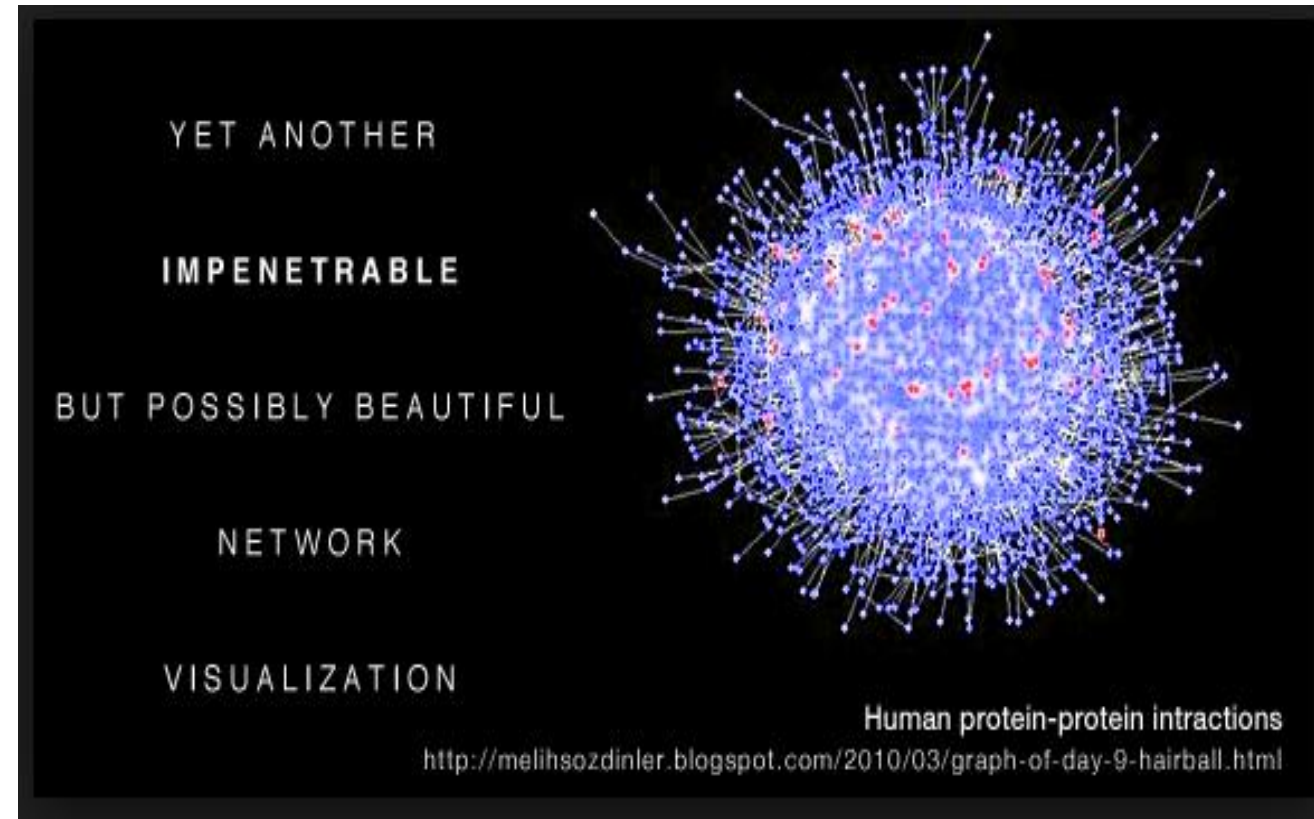 YET ANOTHER
IMPENETRABLE
BUT POSSIBLY BEAUTIFUL
NETWORK
VISUALIZATION
Human protein-protein intractions
http://melihsozdinler.blogspot.com/2010/03/graph-of-day-9-hairball.html